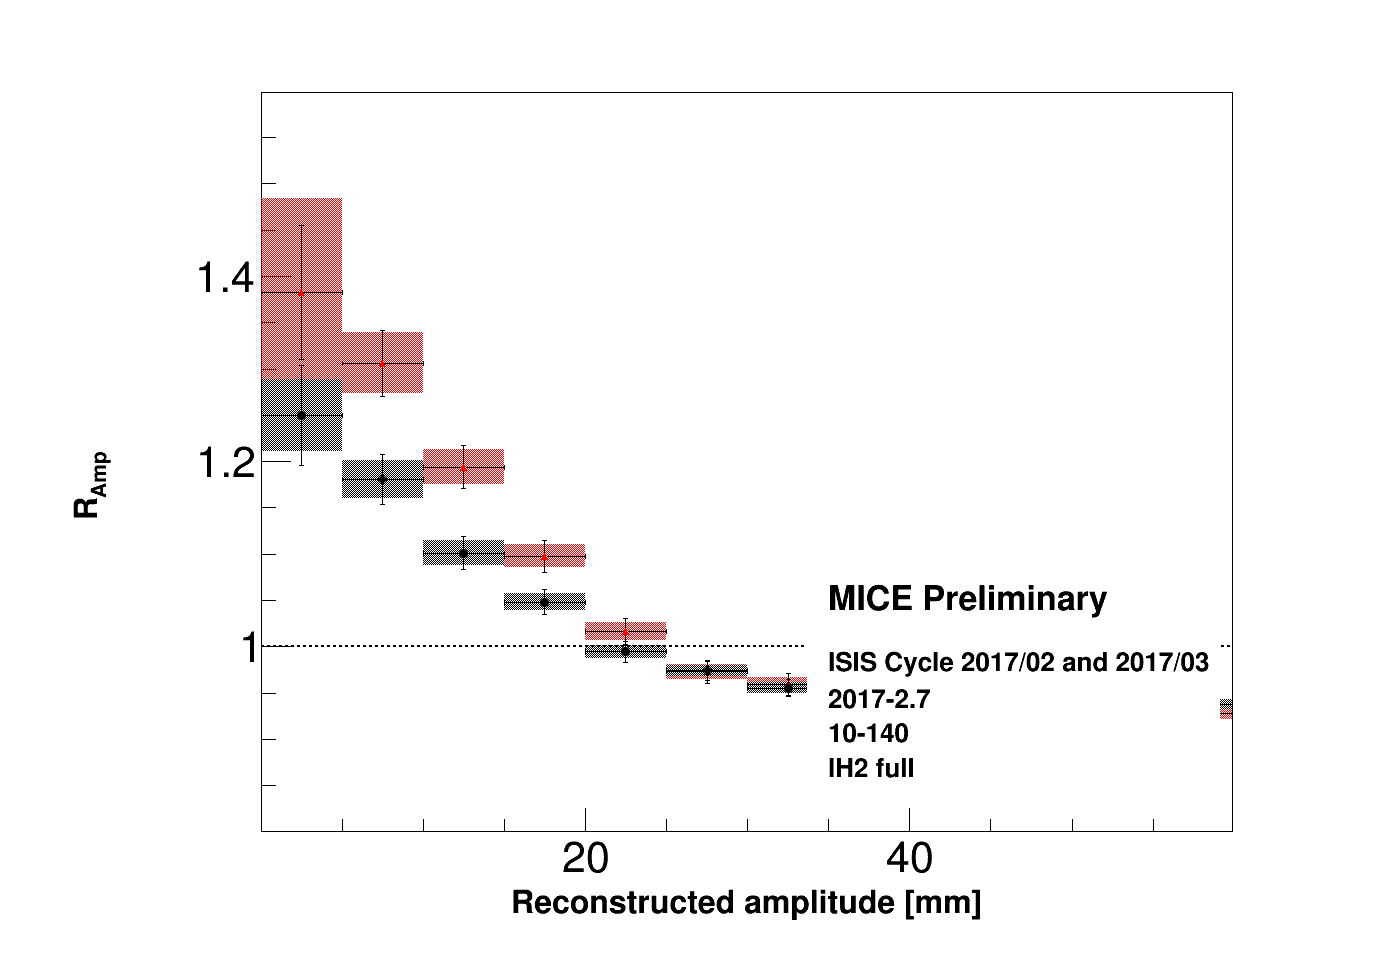 1.4
1.2
1
R_Amp
MICE Preliminary
ISIS Cycle 2017/02 and 2017/03
2017-2.7
10-140
IH2 full
20 40
Reconstructed amplitude [mm]